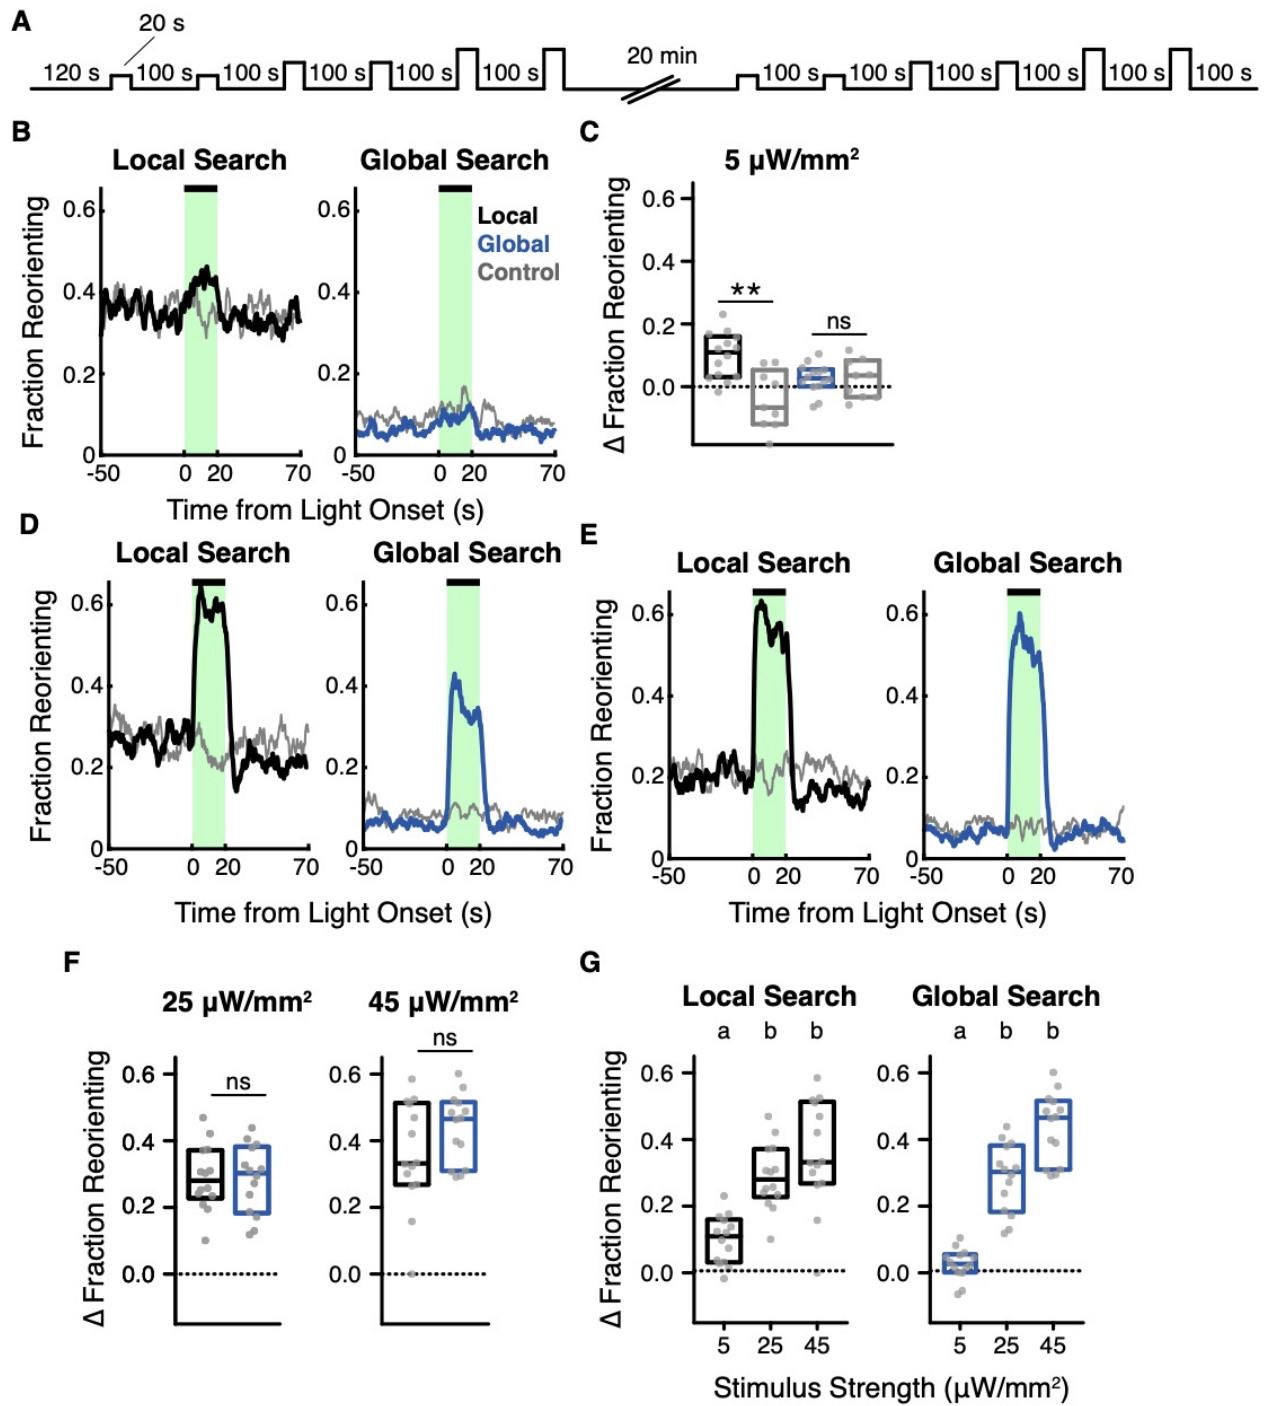 A
20 s
120 s 100 s 100 s 100 s 100 s 100 s 20 min 100 s 100 s 100 s 100 s 100 s 100 s
B
Local Search Global Search
Fraction Reorienting
0.6 0.4 0.2 0
-50 0 20 70
0.6 0.4 0.2 0
-50 0 20 70
Local
Global
Control
Time from Light Onset (s)
C
5 µW/mm²
Δ Fraction Reorienting
0.6
0.4
0.2
0.0
** ns
D
Local Search Global Search
Fraction Reorienting
0.6 0.4 0.2 0
-50 0 20 70
0.6 0.4 0.2 0
-50 0 20 70
Time from Light Onset (s)
E
Local Search Global Search
Fraction Reorienting
0.6 0.4 0.2 0
-50 0 20 70
0.6 0.4 0.2 0
-50 0 20 70
Time from Light Onset (s)
F
25 µW/mm² 45 µW/mm²
Δ Fraction Reorienting
ns
0.6 0.4 0.2 0.0
ns
0.6 0.4 0.2 0.0
G
Local Search Global Search
a b b a b b
Δ Fraction Reorienting
0.6 0.4 0.2 0.0
5 25 45
0.6 0.4 0.2 0.0
5 25 45
Stimulus Strength (µW/mm²)